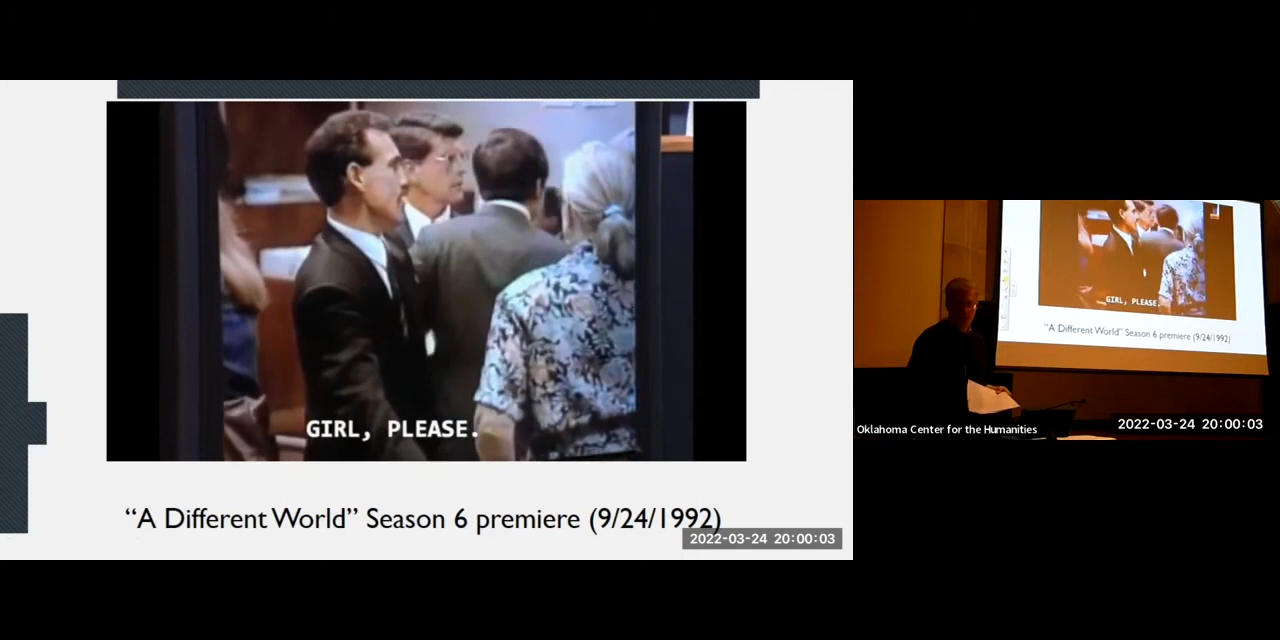 GIRL, PLEASE.
“A Different World” Season 6 premiere (9/24/1992)
2022-03-24 20:00:03
GIRL, PLEASE.
“A Different World” Season 6 premiere (9/24/1992)
Oklahoma Center for the Humanities
2022-03-24 20:00:03